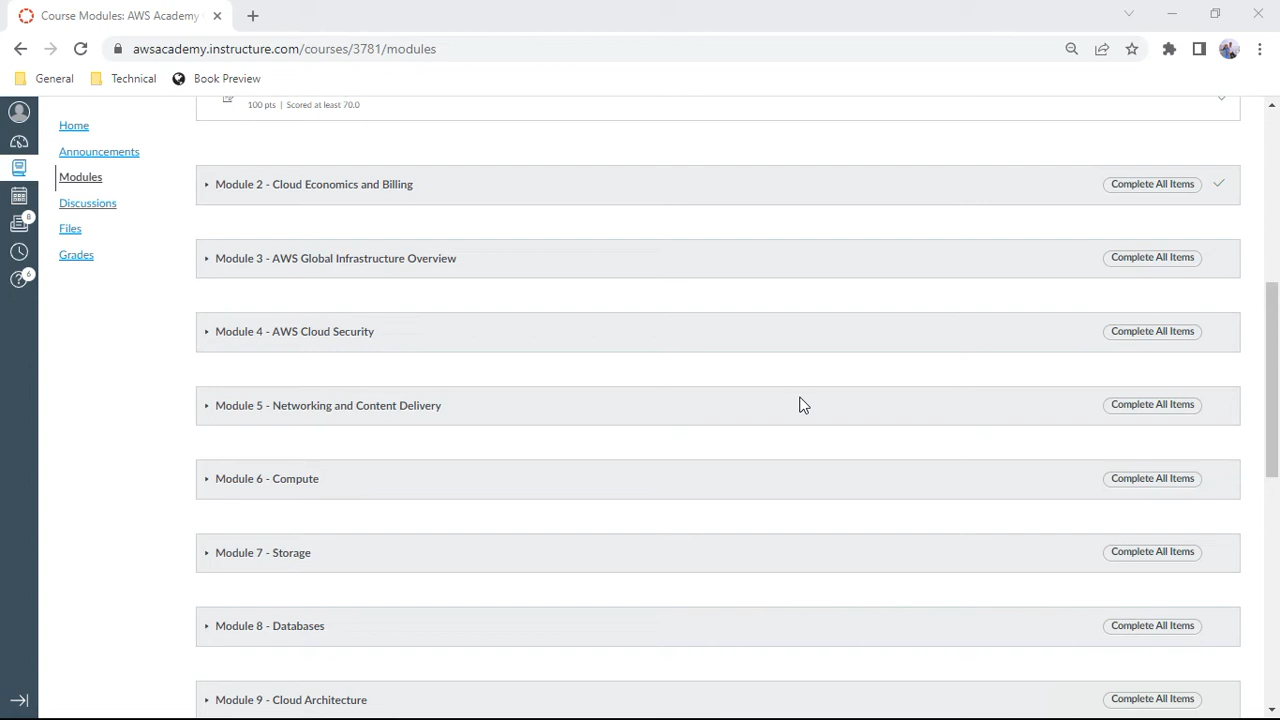 Course Modules: AWS Academy
awsacademy.instructure.com/courses/3781/modules
General
Technical
Book Preview
100 pts | Scored at least 70.0
Home
Announcements
Modules
Discussions
Files
Grades
8
6
Module 2 - Cloud Economics and Billing
Complete All Items
Module 3 - AWS Global Infrastructure Overview
Complete All Items
Module 4 - AWS Cloud Security
Complete All Items
Module 5 - Networking and Content Delivery
Complete All Items
Module 6 - Compute
Complete All Items
Module 7 - Storage
Complete All Items
Module 8 - Databases
Complete All Items
Module 9 - Cloud Architecture
Complete All Items